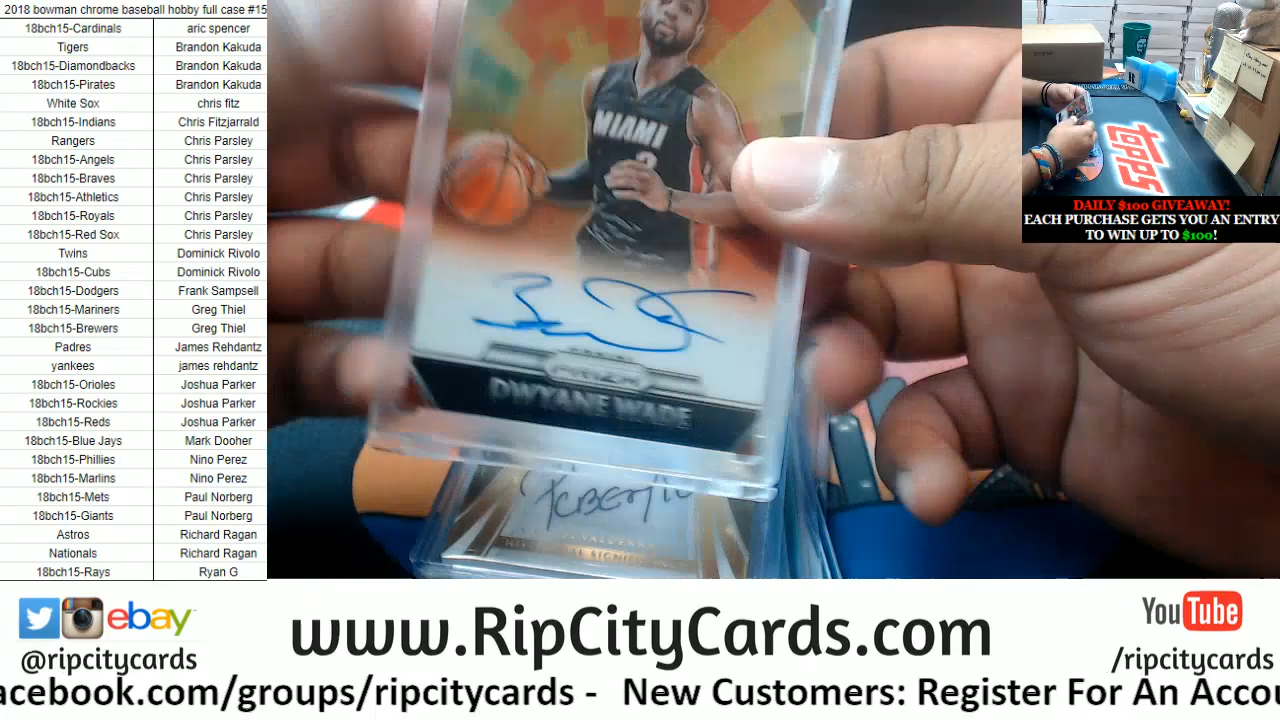 2018 bowman chrome baseball hobby full case #15
18bch15-Cardinals aric spencer
Tigers Brandon Kakuda
18bch15-Diamondbacks Brandon Kakuda
18bch15-Pirates Brandon Kakuda
White Sox chris fitz
18bch15-Indians Chris Fitzjarrald
Rangers Chris Parsley
18bch15-Angels Chris Parsley
18bch15-Braves Chris Parsley
18bch15-Athletics Chris Parsley
18bch15-Royals Chris Parsley
18bch15-Red Sox Chris Parsley
Twins Dominick Rivolo
18bch15-Cubs Dominick Rivolo
18bch15-Dodgers Frank Sampsell
18bch15-Mariners Greg Thiel
18bch15-Brewers Greg Thiel
Padres James Rehdantz
yankees james rehdantz
18bch15-Orioles Joshua Parker
18bch15-Rockies Joshua Parker
18bch15-Reds Joshua Parker
18bch15-Blue Jays Mark Dooher
18bch15-Phillies Nino Perez
18bch15-Marlins Nino Perez
18bch15-Mets Paul Norberg
18bch15-Giants Paul Norberg
Astros Richard Ragan
Nationals Richard Ragan
18bch15-Rays Ryan G
MIAMI
3
PRIZM
DWYANE WADE
topps
DAILY $100 GIVEAWAY!
EACH PURCHASE GETS YOU AN ENTRY
TO WIN UP TO $100!
ebay
@ripcitycards
www.RipCityCards.com
YouTube
/ripcitycards
acebook.com/groups/ripcitycards - New Customers: Register For An Accou